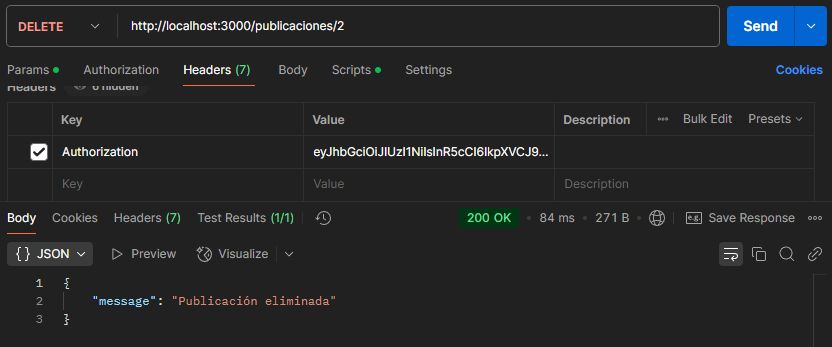 DELETE http://localhost:3000/publicaciones/2 Send
Params Authorization Headers (7) Body Scripts Settings Cookies
Headers 6 hidden
Key Value Description Bulk Edit Presets
Authorization eyJhbGciOiJIUzI1NiIsInR5cCI6IkpXVCJ9...
Key Value Description
Body Cookies Headers (7) Test Results (1/1) 200 OK 84 ms 271 B e.g. Save Response
{ } JSON Preview Visualize
1 {
2 "message": "Publicación eliminada"
3 }